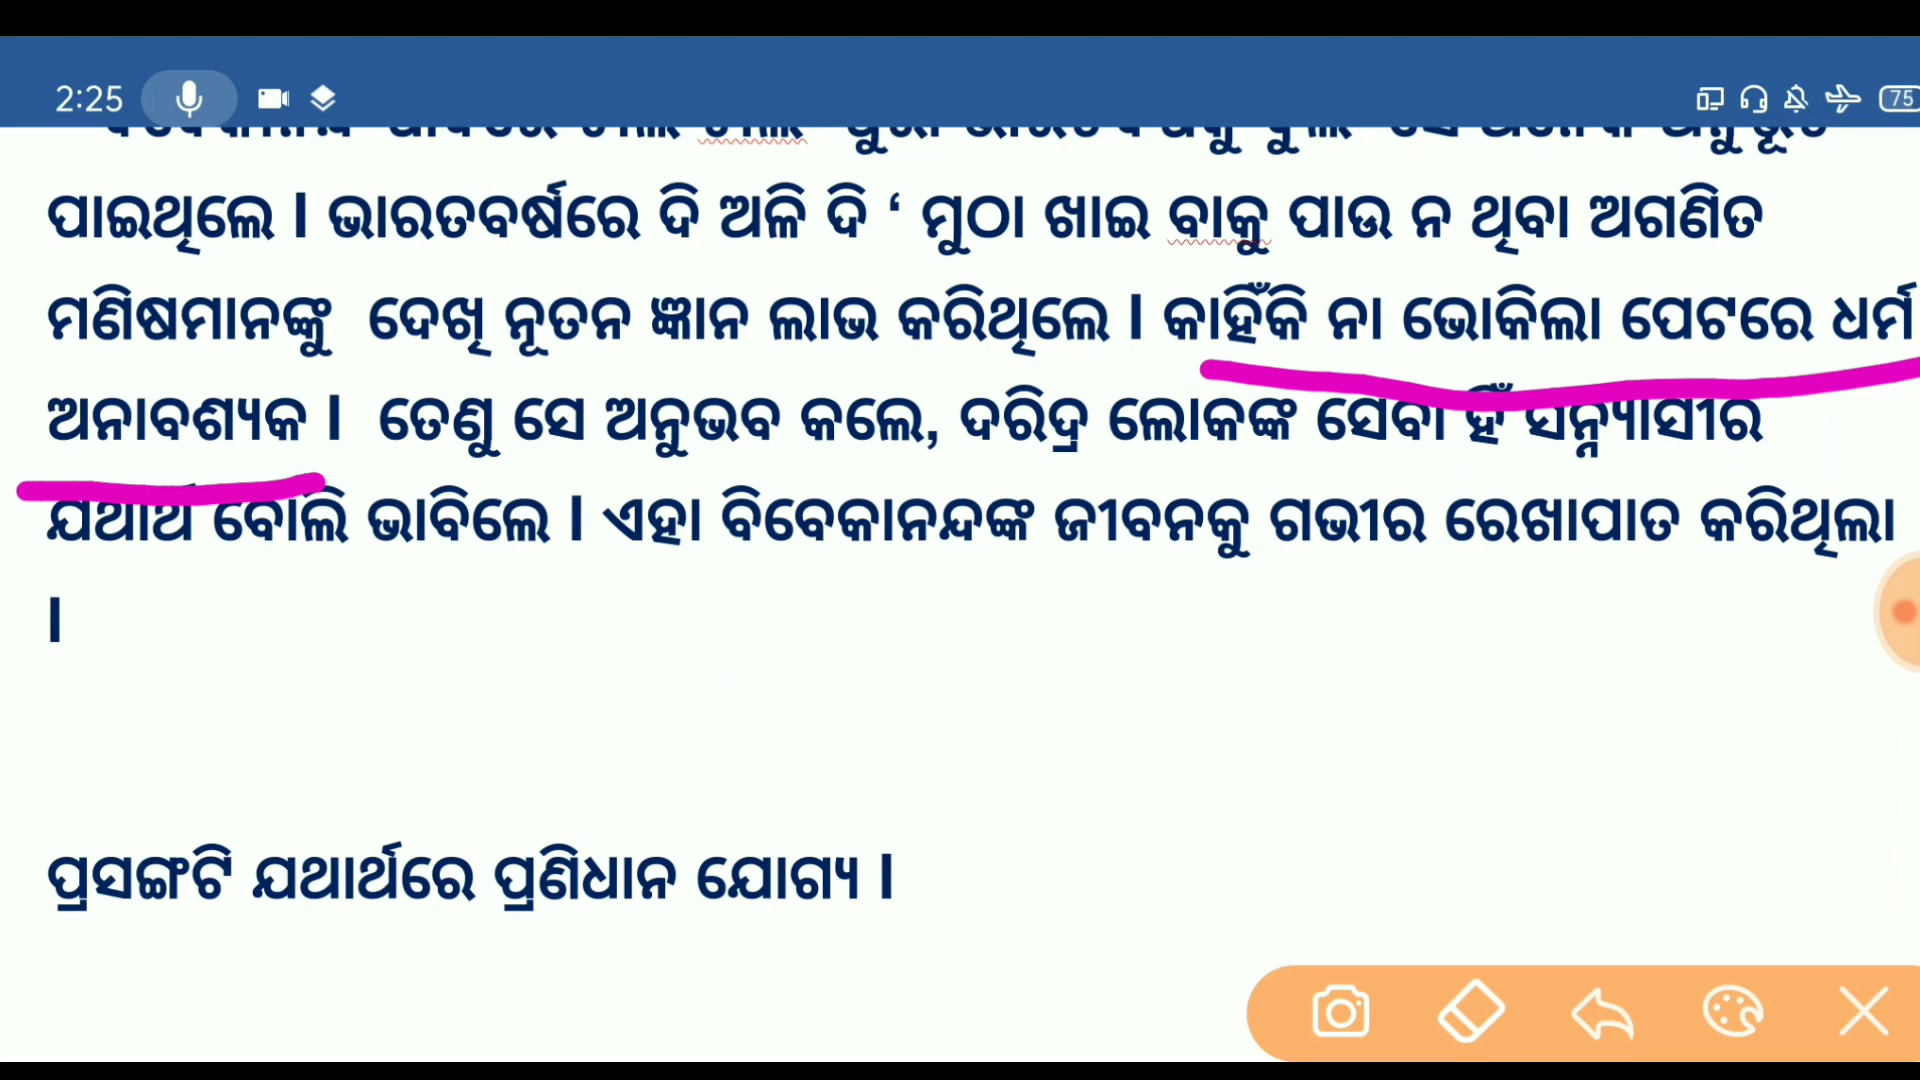 2:25
75
ପାଇଥିଲେ । ଭାରତବର୍ଷରେ ଦି ଅଳି ଦି ‘ ମୁଠା ଖାଇ ବାକୁ ପାଉ ନ ଥିବା ଅଗଣିତ
ମଣିଷମାନଙ୍କୁ ଦେଖି ନୂତନ ଜ୍ଞାନ ଲାଭ କରିଥିଲେ । କାହିଁକି ନା ଭୋକିଲା ପେଟରେ ଧର୍ମ
ଅନାବଶ୍ୟକ । ତେଣୁ ସେ ଅନୁଭବ କଲେ, ଦରିଦ୍ର ଲୋକଙ୍କ ସେବା ହିଁ ସନ୍ନ୍ୟାସୀର
ଯଥାର୍ଥ ବୋଲି ଭାବିଲେ । ଏହା ବିବେକାନନ୍ଦଙ୍କ ଜୀବନକୁ ଗଭୀର ରେଖାପାତ କରିଥିଲା
।
ପ୍ରସଙ୍ଗଟି ଯଥାର୍ଥରେ ପ୍ରଣିଧାନ ଯୋଗ୍ୟ ।